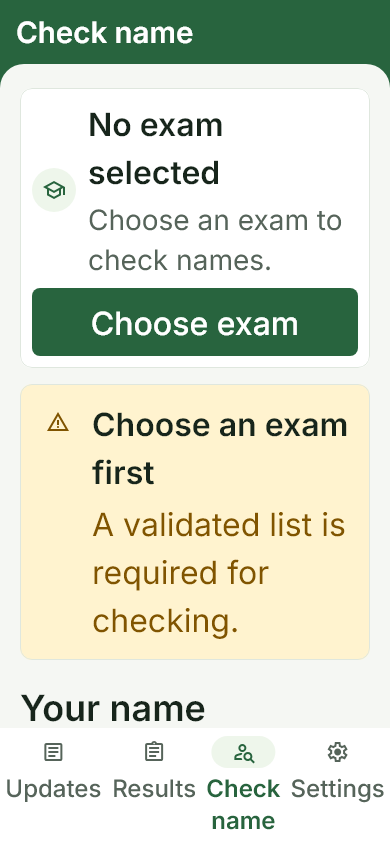 Check name
No exam
selected
Choose an exam to
check names.
Choose exam
Choose an exam
first
A validated list is
required for
checking.
Your name
Updates
Results
Check
name
Settings